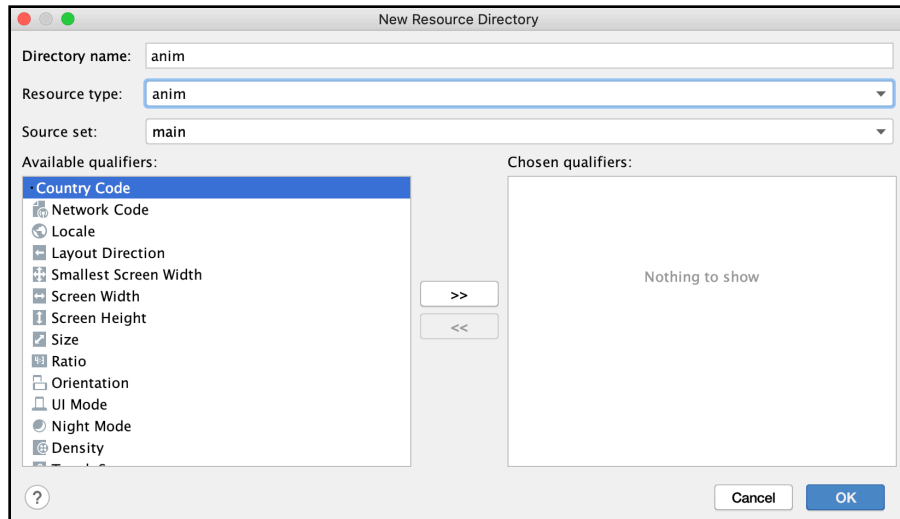 New Resource Directory
Directory name: anim
Resource type: anim
Source set: main
Available qualifiers:
Chosen qualifiers:
Country Code
Network Code
Locale
Layout Direction
Smallest Screen Width
Screen Width
Screen Height
Size
Ratio
Orientation
UI Mode
Night Mode
Density
Nothing to show
>>
<<
?
Cancel
OK